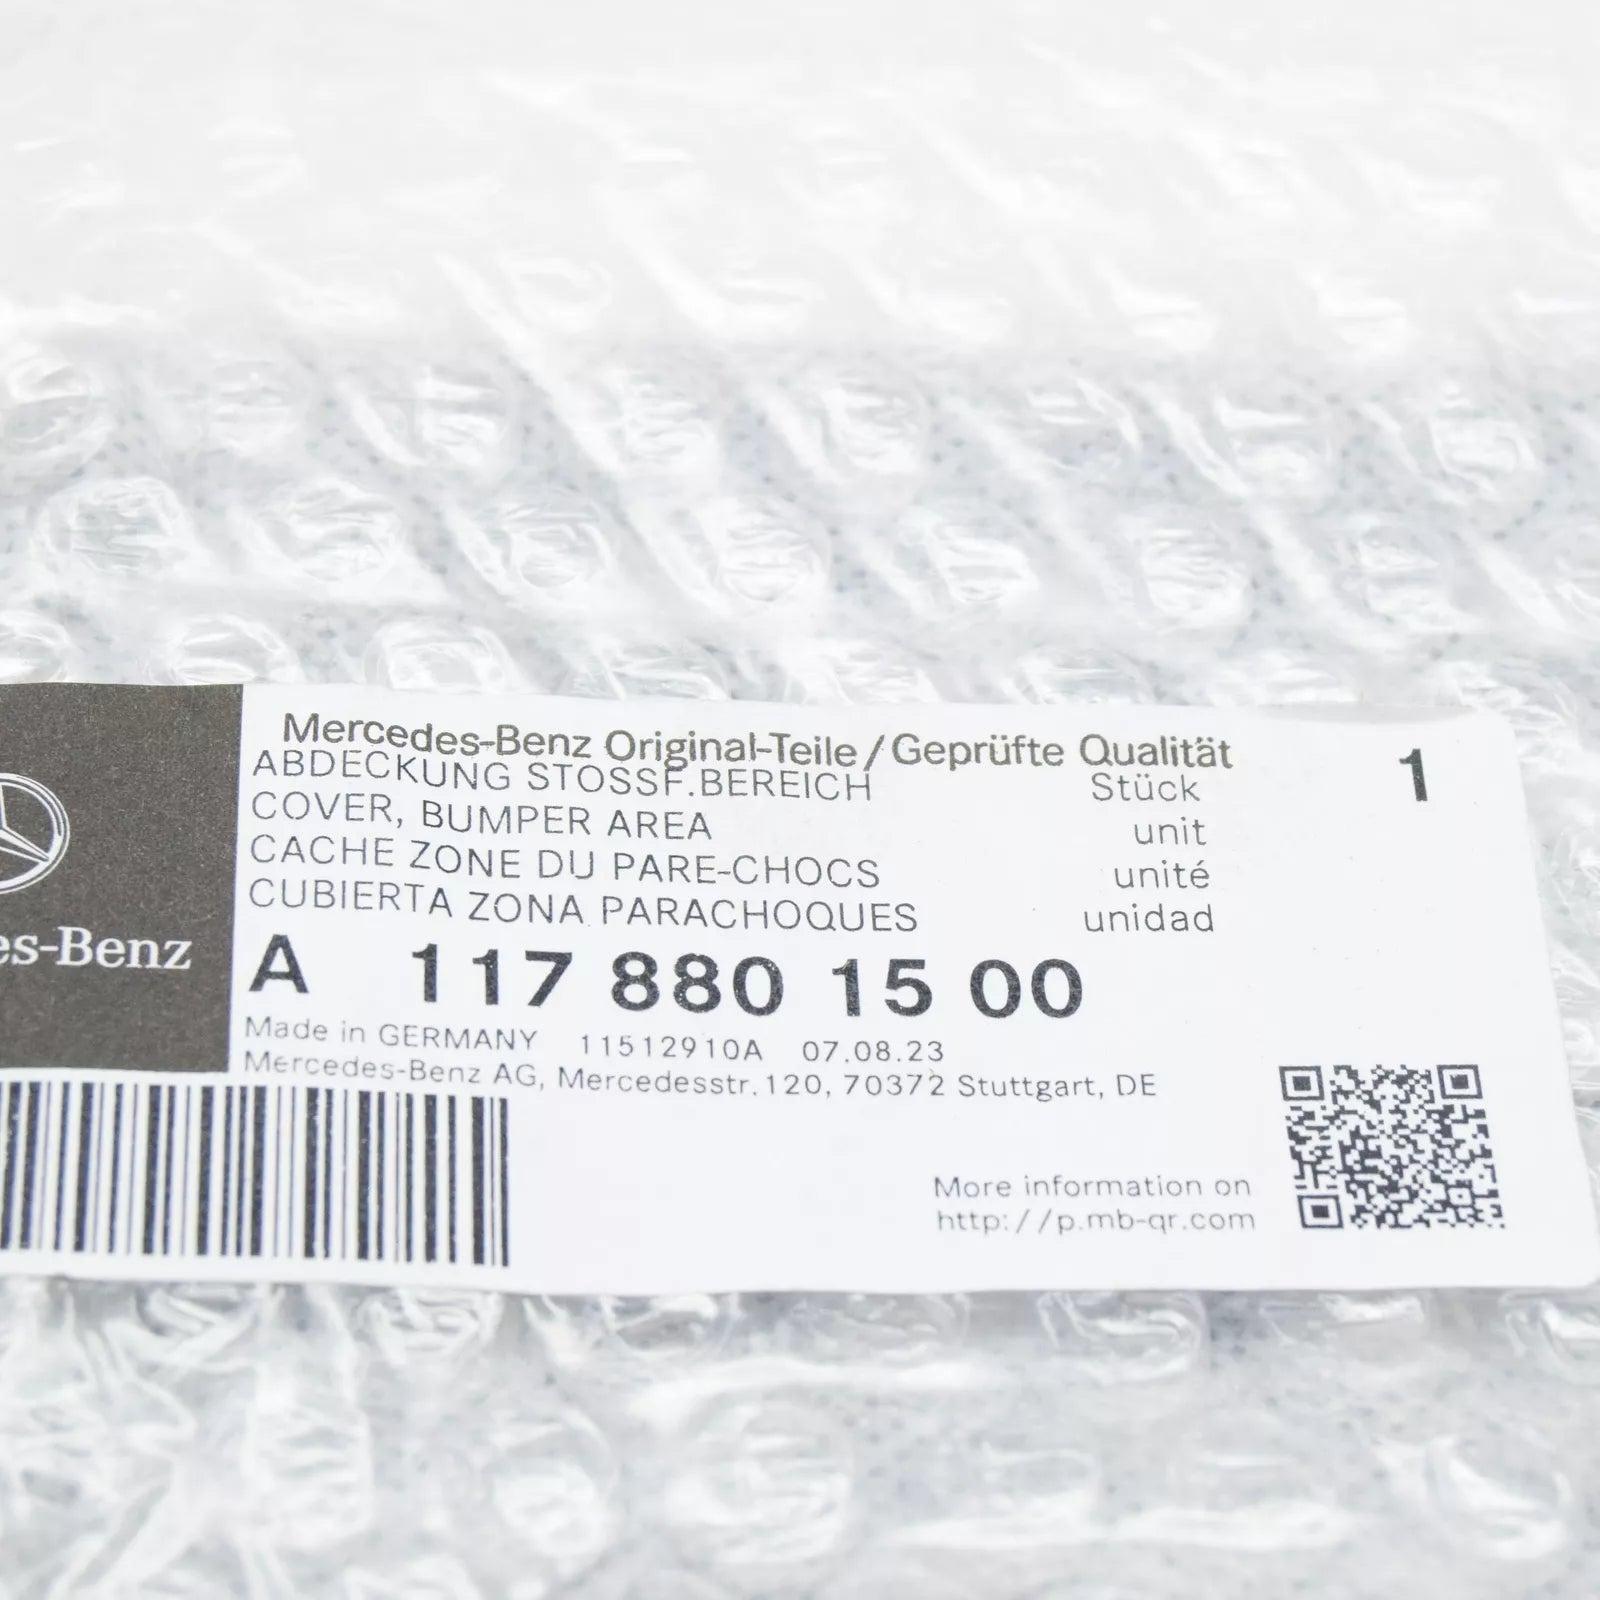 Mercedes-Benz Original-Teile/Geprüfte Qualität
ABDECKUNG STOSSF.BEREICH Stück 1
COVER, BUMPER AREA unit
CACHE ZONE DU PARE-CHOCS unité
CUBIERTA ZONA PARACHOQUES unidad
es-Benz
A 117 880 15 00
Made in GERMANY 11512910A 07.08.23
Mercedes-Benz AG, Mercedesstr.120, 70372 Stuttgart, DE
More information on
http://p.mb-qr.com